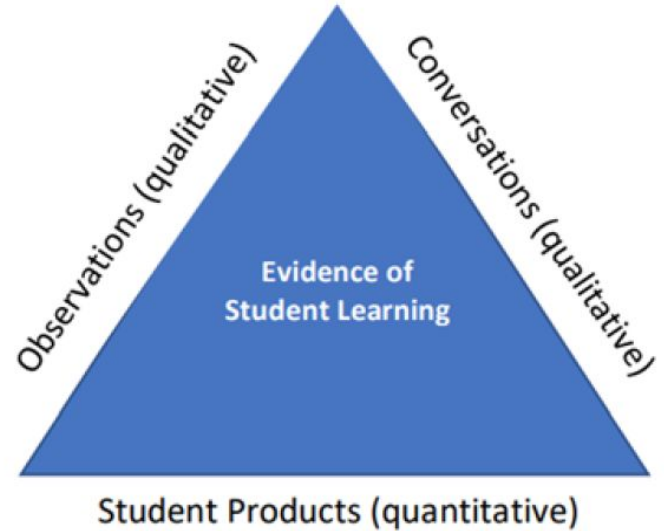 Observations (qualitative)
Conversations (qualitative)
Evidence of
Student Learning
Student Products (quantitative)